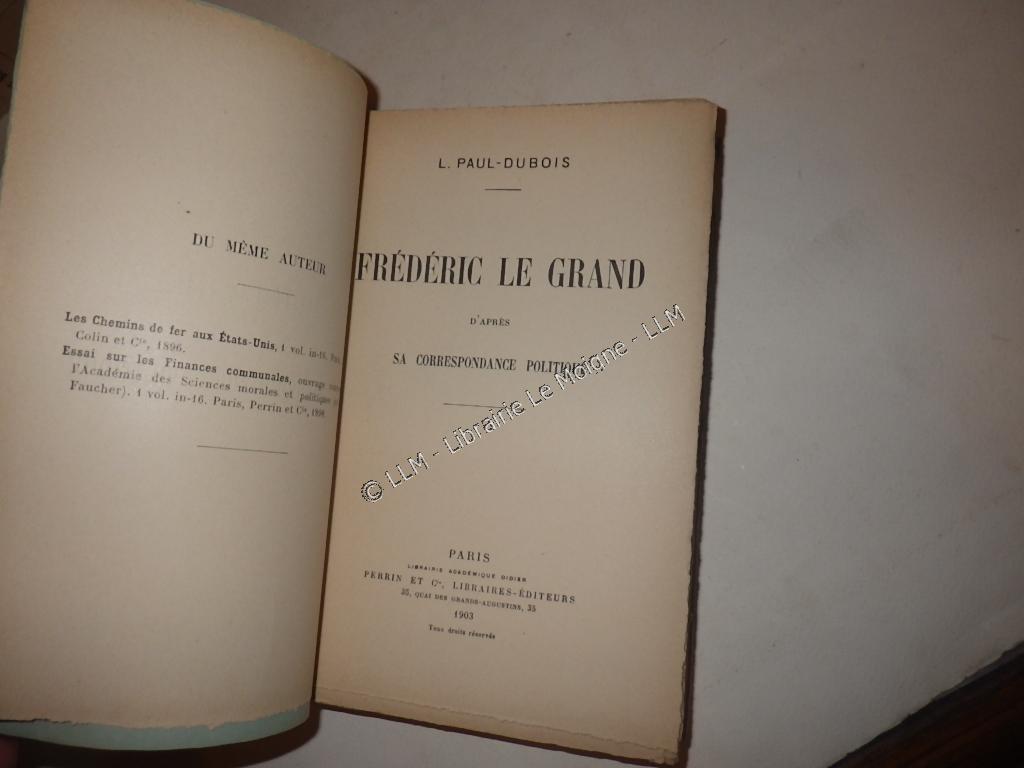 DU MÊME AUTEUR
Les Chemins de fer aux États-Unis, 1 vol. in-16.
Colin et Cie, 1896.
Essai sur les Finances communales, ouvrage
l'Académie des Sciences morales et politiques
Faucher). 1 vol. in-16. Paris, Perrin et Cie, 1898.
L. PAUL-DUBOIS
FRÉDÉRIC LE GRAND
D'APRÈS
SA CORRESPONDANCE POLITIQUE
PARIS
LIBRAIRIE ACADÉMIQUE DIDIER
PERRIN ET Cie, LIBRAIRES-ÉDITEURS
35, QUAI DES GRANDS-AUGUSTINS, 35
1903
Tous droits réservés
© LLM - Librairie Le Moigne - LLM